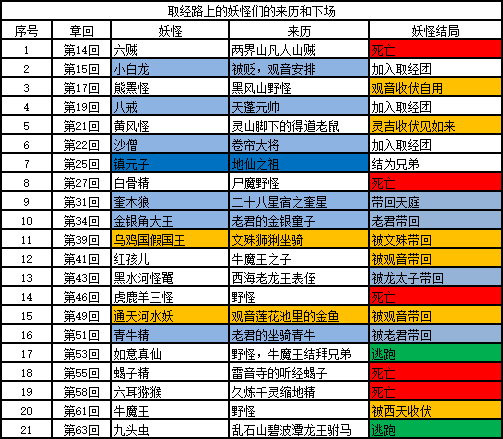 取经路上的妖怪们的来历和下场
序号 章回 妖怪 来历 妖怪结局
1 第14回 六贼 两界山凡人山贼 死亡
2 第15回 小白龙 被贬，观音安排 加入取经团
3 第17回 熊罴怪 黑风山野怪 观音收伏自用
4 第19回 八戒 天蓬元帅 加入取经团
5 第21回 黄风怪 灵山脚下的得道老鼠 灵吉收伏见如来
6 第22回 沙僧 卷帘大将 加入取经团
7 第25回 镇元子 地仙之祖 结为兄弟
8 第27回 白骨精 尸魔野怪 死亡
9 第31回 奎木狼 二十八星宿之奎星 带回天庭
10 第34回 金银角大王 老君的金银童子 老君带回
11 第39回 乌鸡国假国王 文殊狮猁坐骑 被文殊带回
12 第41回 红孩儿 牛魔王之子 被观音带回
13 第43回 黑水河怪鼍 西海老龙王表侄 被龙太子带回
14 第46回 虎鹿羊三怪 野怪 死亡
15 第49回 通天河水妖 观音莲花池里的金鱼 被观音带回
16 第51回 青牛精 老君的坐骑青牛 被老君带回
17 第53回 如意真仙 野怪，牛魔王结拜兄弟 逃跑
18 第55回 蝎子精 雷音寺的听经蝎子 死亡
19 第58回 六耳猕猴 久炼千灵缩地精 死亡
20 第61回 牛魔王 野怪 被西天收伏
21 第63回 九头虫 乱石山碧波潭龙王驸马 逃跑